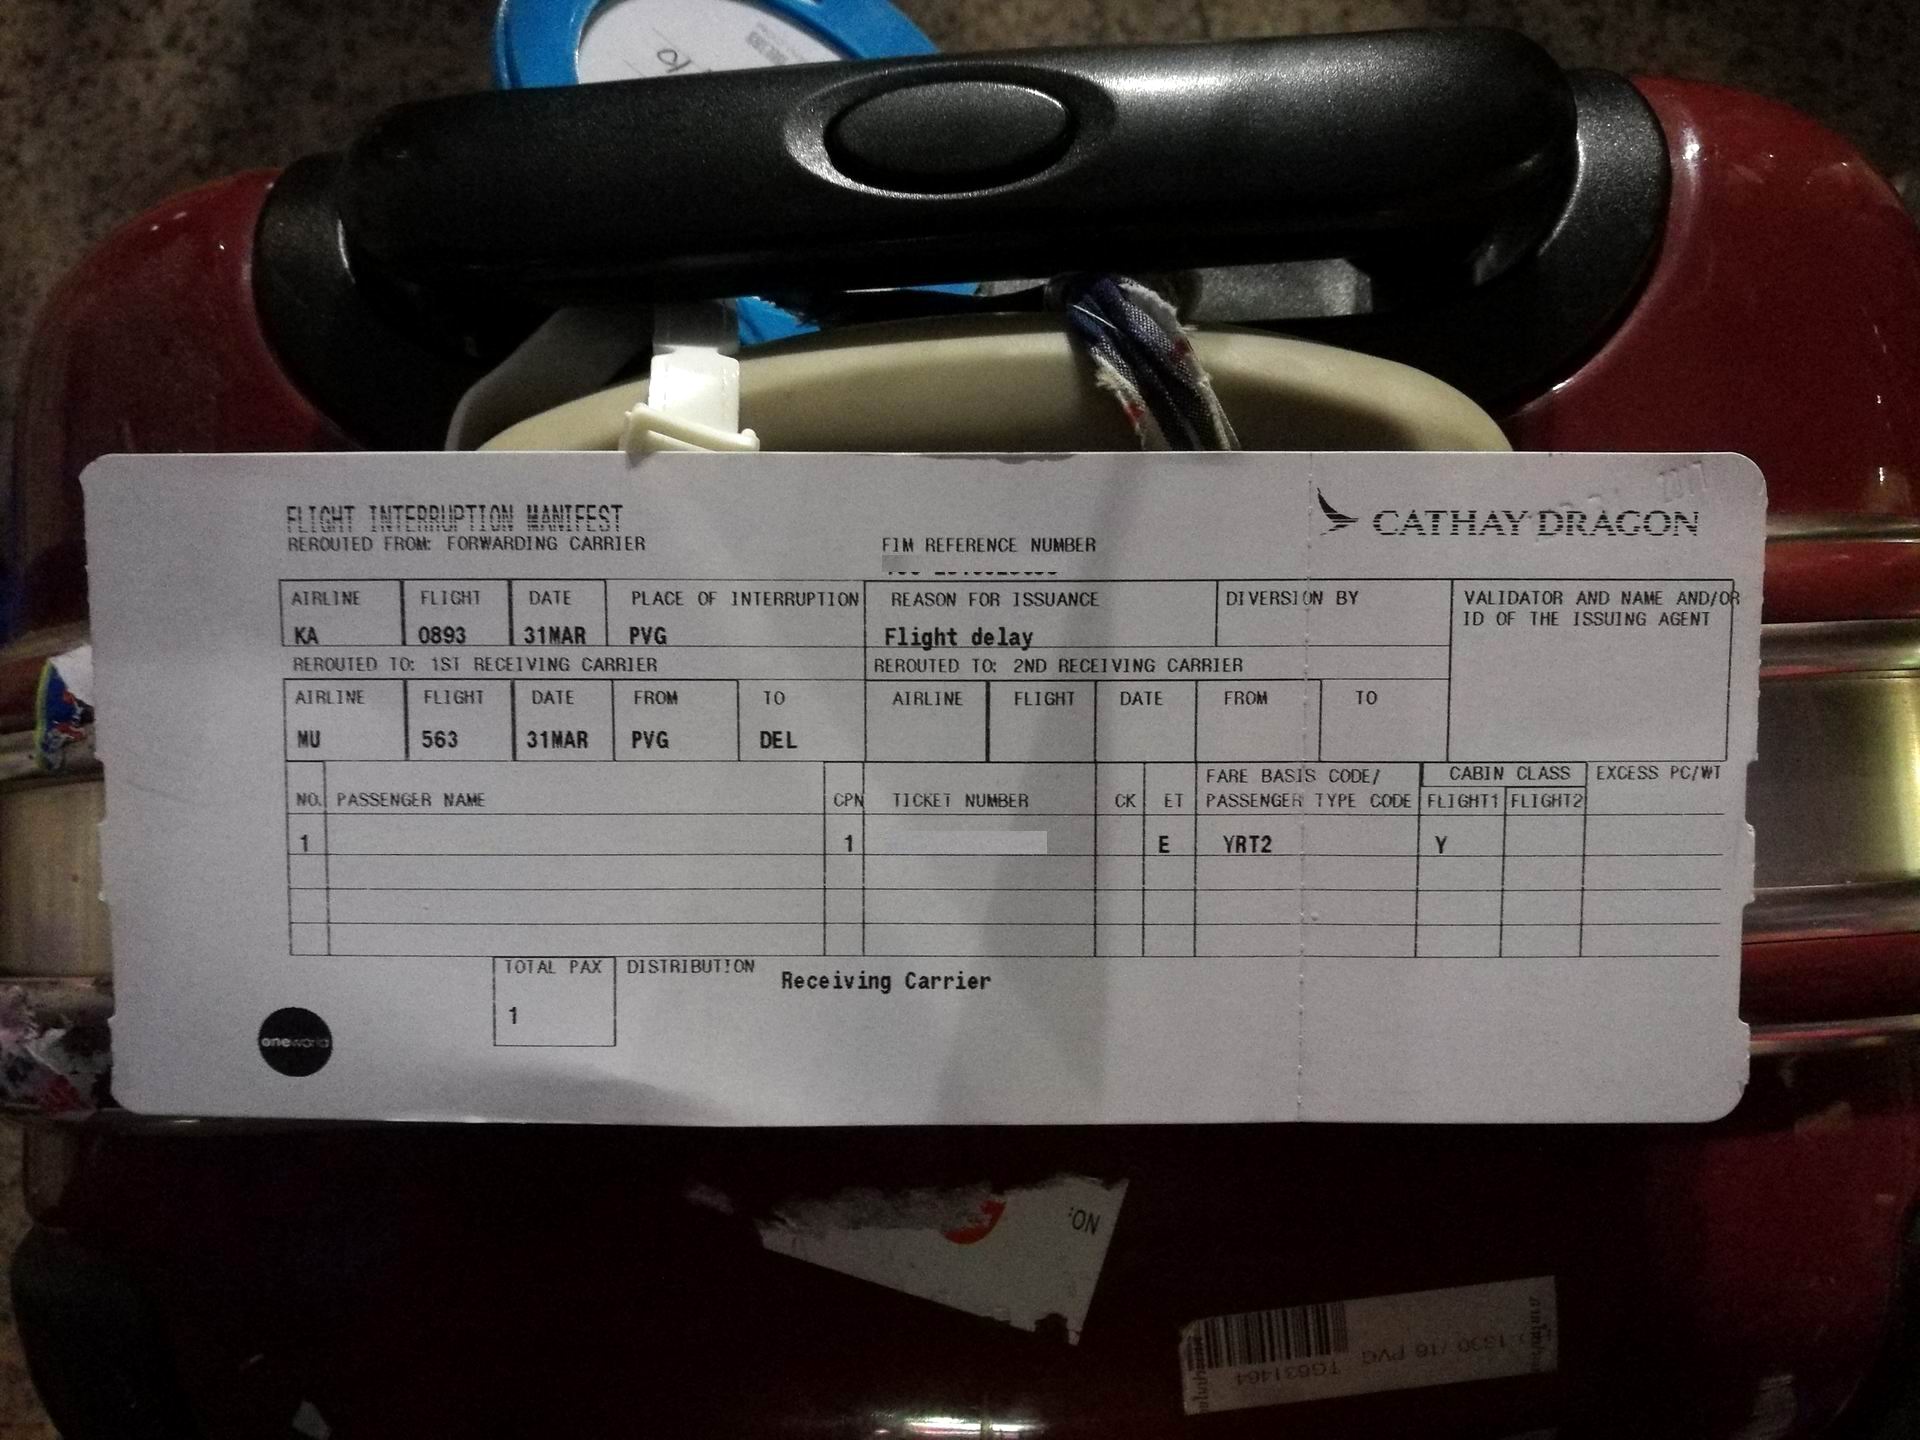 FLIGHT INTERRUPTION MANIFEST
CATHAY DRAGON
REROUTED FROM: FORWARDING CARRIER
FIM REFERENCE NUMBER
AIRLINE FLIGHT DATE PLACE OF INTERRUPTION REASON FOR ISSUANCE DIVERSION BY VALIDATOR AND NAME AND/OR
ID OF THE ISSUING AGENT
KA 0893 31MAR PVG Flight delay
REROUTED TO: 1ST RECEIVING CARRIER REROUTED TO: 2ND RECEIVING CARRIER
AIRLINE FLIGHT DATE FROM TO AIRLINE FLIGHT DATE FROM TO
MU 563 31MAR PVG DEL
FARE BASIS CODE/ CABIN CLASS EXCESS PC/WT
NO. PASSENGER NAME CPN TICKET NUMBER CK ET PASSENGER TYPE CODE FLIGHT1 FLIGHT2
1 1 E YRT2 Y
TOTAL PAX DISTRIBUTION Receiving Carrier
1
oneworld
NO:
TG631464